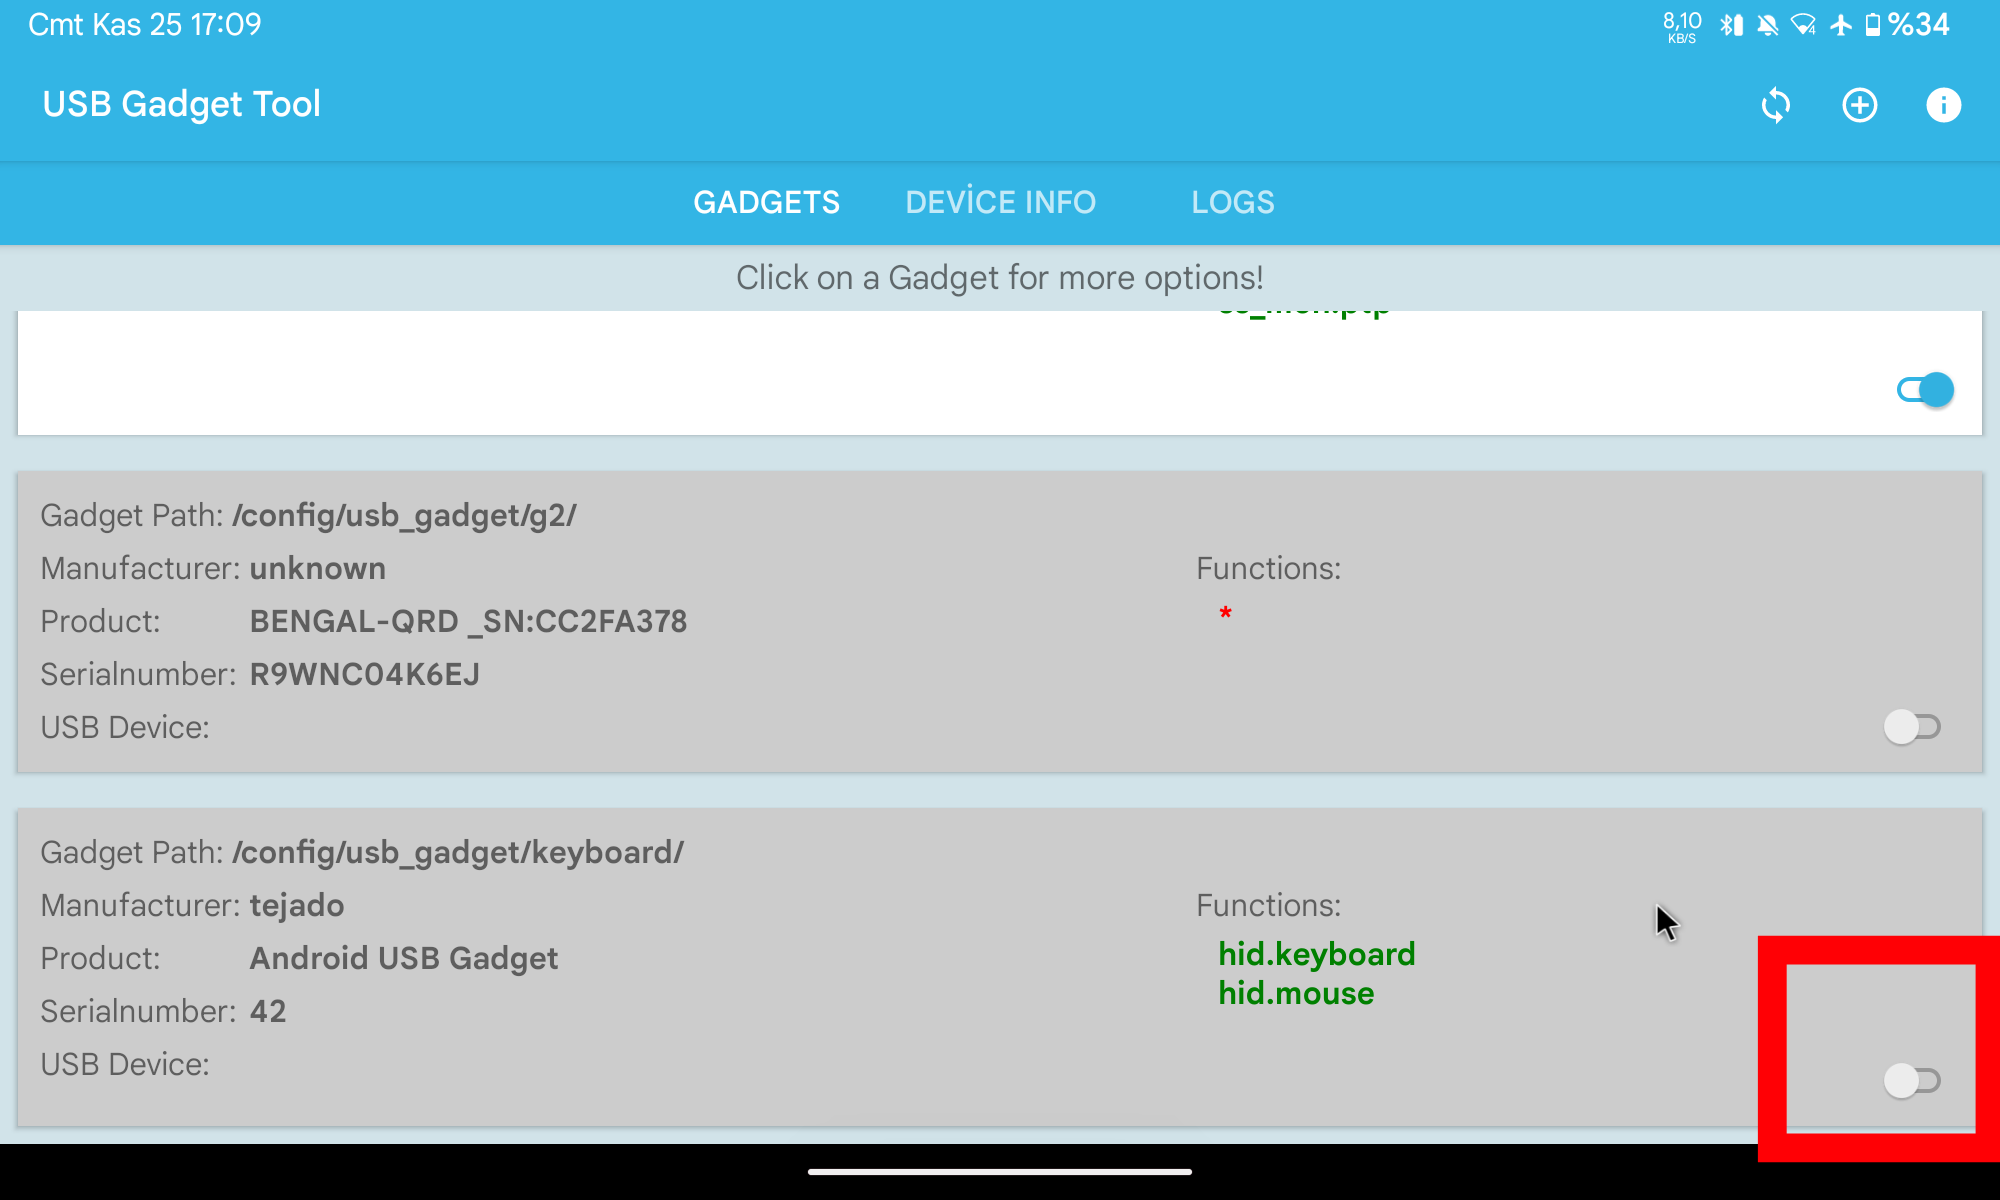 Cmt Kas 25 17:09
8,10
KB/S
4
%34
USB Gadget Tool
GADGETS
DEVİCE INFO
LOGS
Click on a Gadget for more options!
Gadget Path: /config/usb_gadget/g2/
Manufacturer: unknown
Functions:
Product: BENGAL-QRD _SN:CC2FA378
*
Serialnumber: R9WNC04K6EJ
USB Device:
Gadget Path: /config/usb_gadget/keyboard/
Manufacturer: tejado
Functions:
Product: Android USB Gadget
hid.keyboard
hid.mouse
Serialnumber: 42
USB Device: